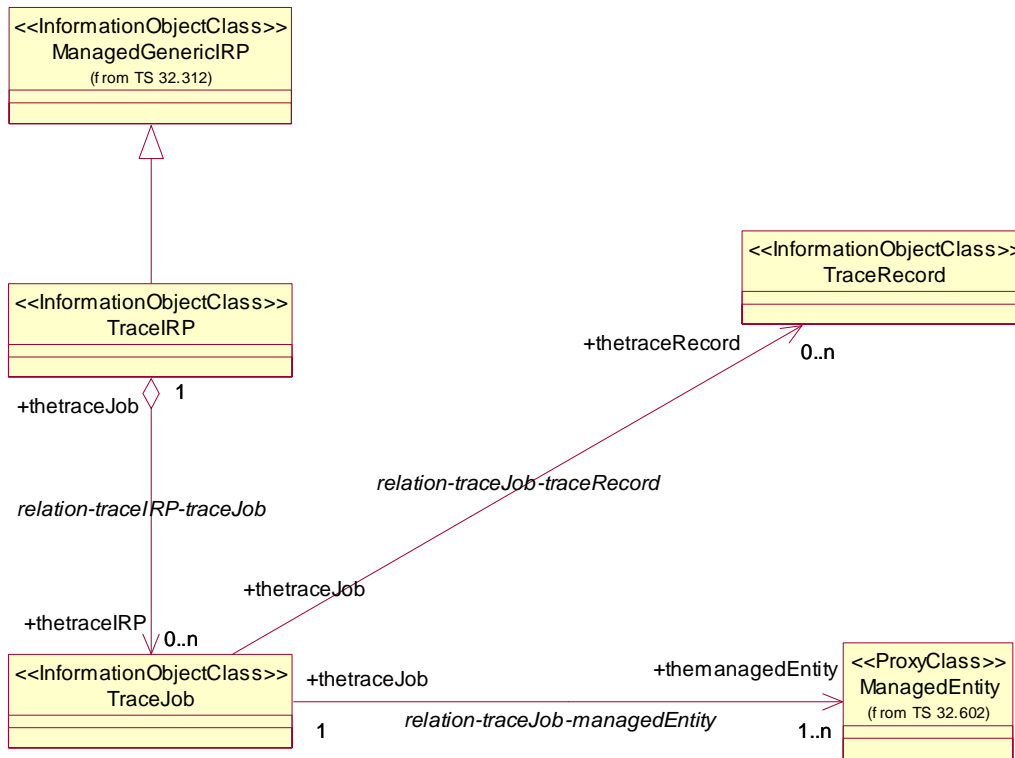 <<InformationObjectClass>>
ManagedGenericIRP
(from TS 32.312)
<<InformationObjectClass>>
TraceRecord
<<InformationObjectClass>>
TraceIRP
+thetraceRecord
0..n
1
+thetraceJob
relation-traceJob-traceRecord
relation-traceIRP-traceJob
+thetraceJob
+thetraceIRP
0..n
<<InformationObjectClass>>
TraceJob
+thetraceJob
1
relation-traceJob-managedEntity
+themanagedEntity
1..n
<<ProxyClass>>
ManagedEntity
(from TS 32.602)